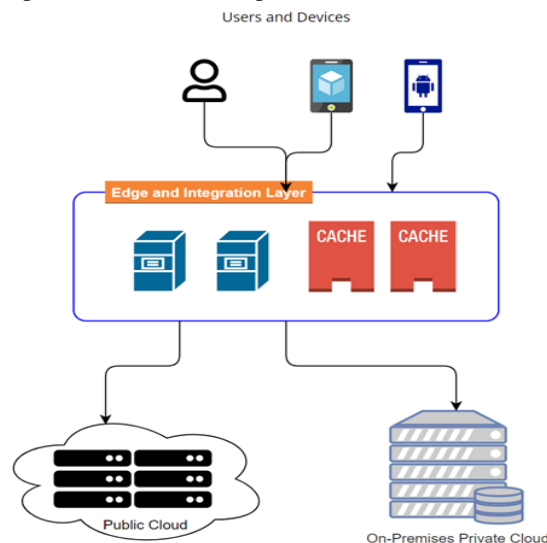 Users and Devices
Edge and Integration Layer
CACHE
CACHE
Public Cloud
On-Premises Private Cloud